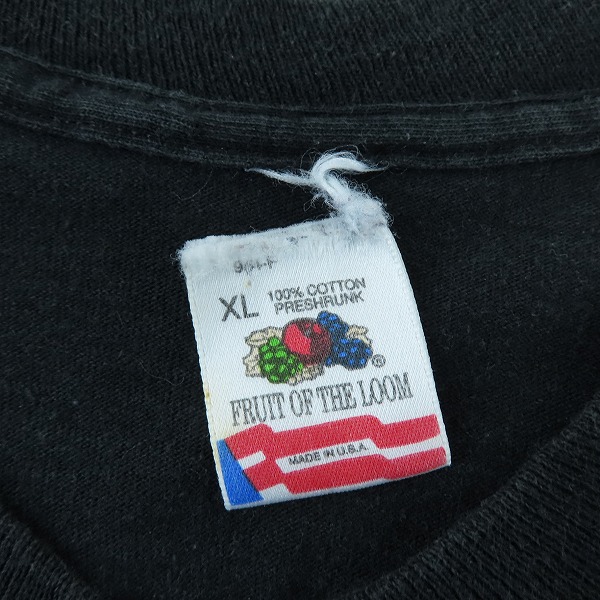 XL 100% COTTON
PRESHRUNK
®
FRUIT OF THE LOOM
MADE IN U.S.A.